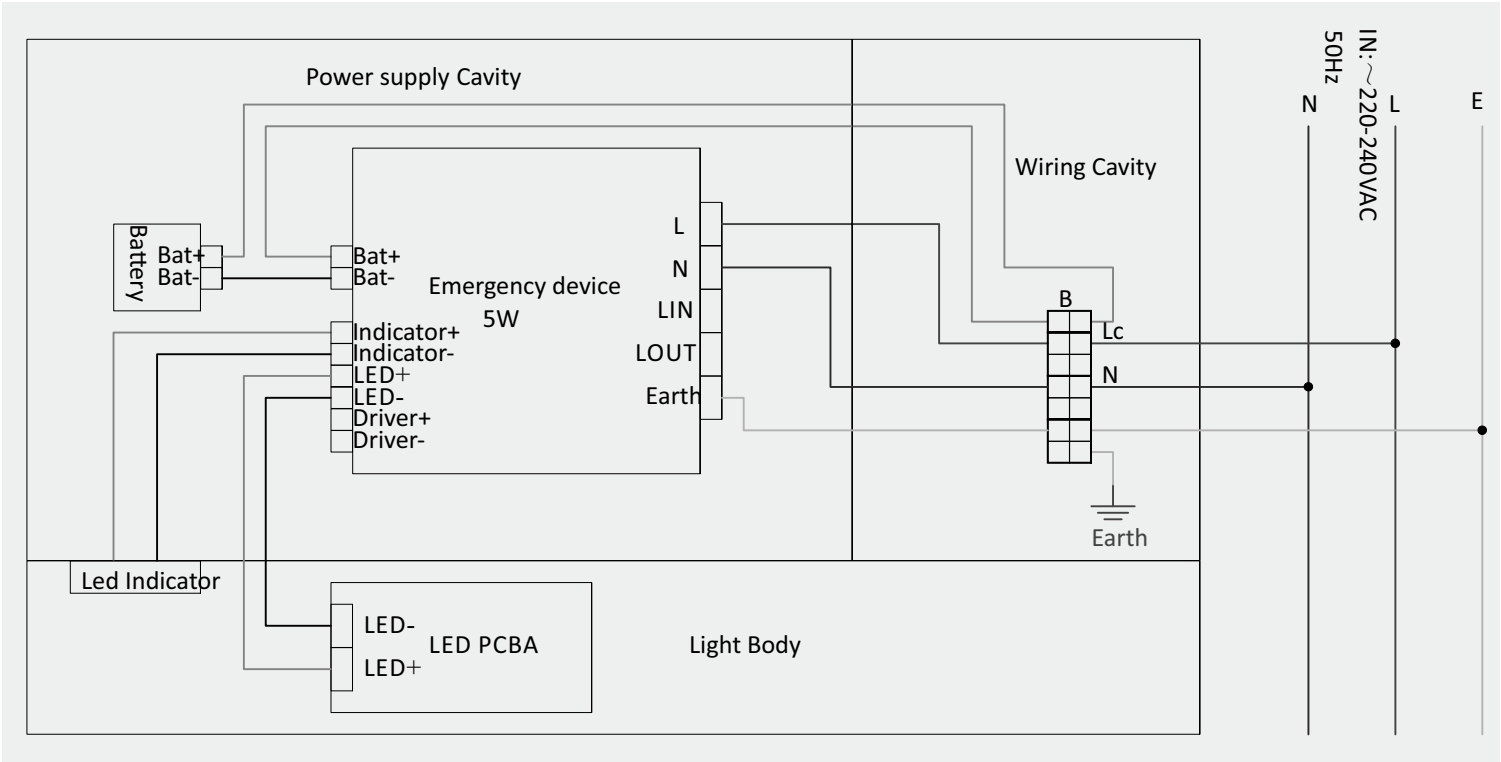 IN:～220-240VAC
50Hz
N
L
E
Power supply Cavity
Wiring Cavity
Battery
Bat+
Bat-
Bat+
Bat-
Emergency device
5W
Indicator+
Indicator-
LED+
LED-
Driver+
Driver-
L
N
LIN
LOUT
Earth
B
Lc
N
Earth
Led Indicator
LED-
LED+
LED PCBA
Light Body